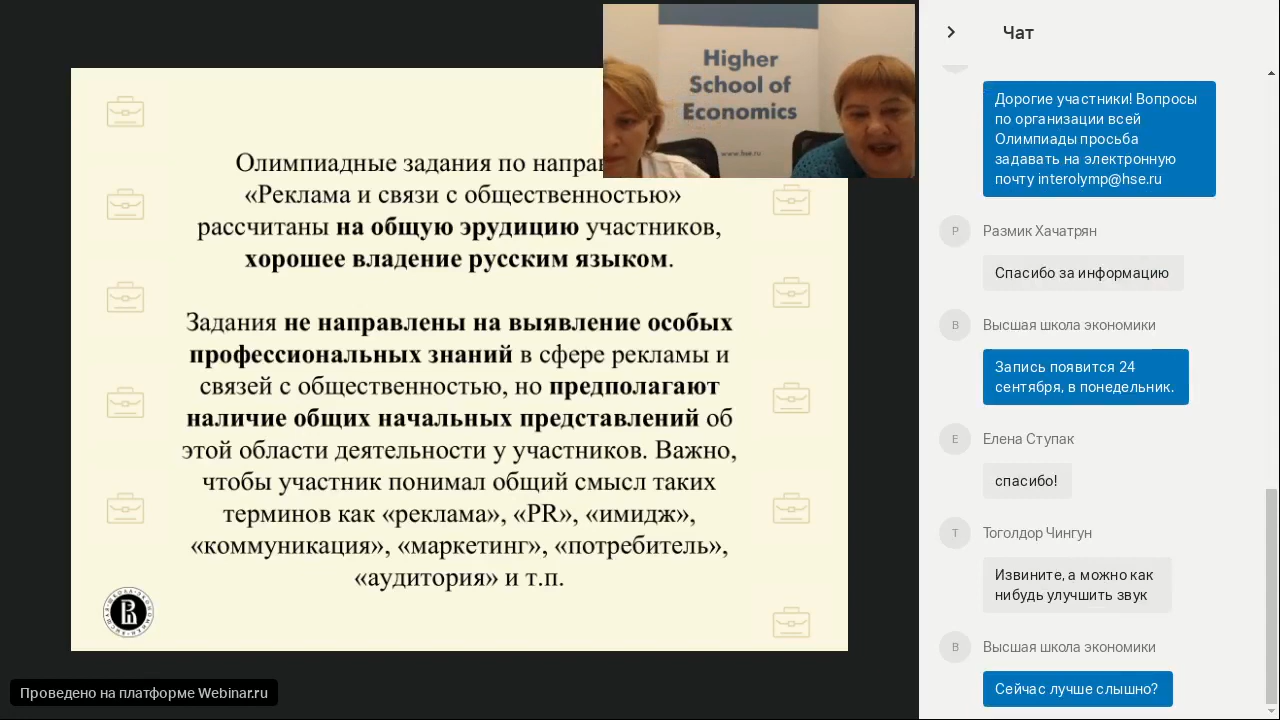 Higher
School of
Economics
www.hse.ru
Олимпиадные задания по
«Реклама и связи с общественностью»
рассчитаны на общую эрудицию участников,
хорошее владение русским языком.
Задания не направлены на выявление особых
профессиональных знаний в сфере рекламы и
связей с общественностью, но предполагают
наличие общих начальных представлений об
этой области деятельности у участников. Важно,
чтобы участник понимал общий смысл таких
терминов как «реклама», «PR», «имидж»,
«коммуникация», «маркетинг», «потребитель»,
«аудитория» и т.п.
Проведено на платформе Webinar.ru
Чат
Дорогие участники! Вопросы
по организации всей
Олимпиады просьба
задавать на электронную
почту interolymp@hse.ru
Р
Размик Хачатрян
Спасибо за информацию
В
Высшая школа экономики
Запись появится 24
сентября, в понедельник.
Е
Елена Ступак
спасибо!
Т
Тоголдор Чингун
Извините, а можно как
нибудь улучшить звук
В
Высшая школа экономики
Сейчас лучше слышно?